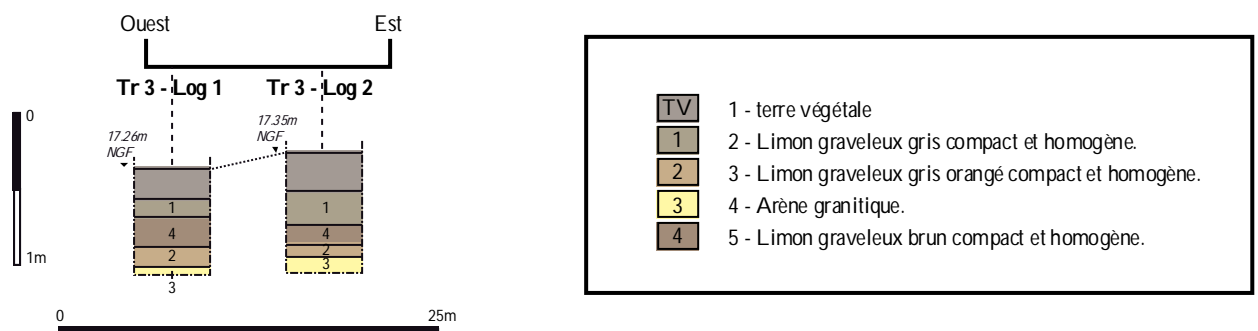 Ouest Est
Tr 3 - Log 1 Tr 3 - Log 2
0
17.26m
NGF
17.35m
NGF
1
4
2
3
1
4
2
3
1m
0 25m
TV 1 - terre végétale
1 2 - Limon graveleux gris compact et homogène.
2 3 - Limon graveleux gris orangé compact et homogène.
3 4 - Arène granitique.
4 5 - Limon graveleux brun compact et homogène.